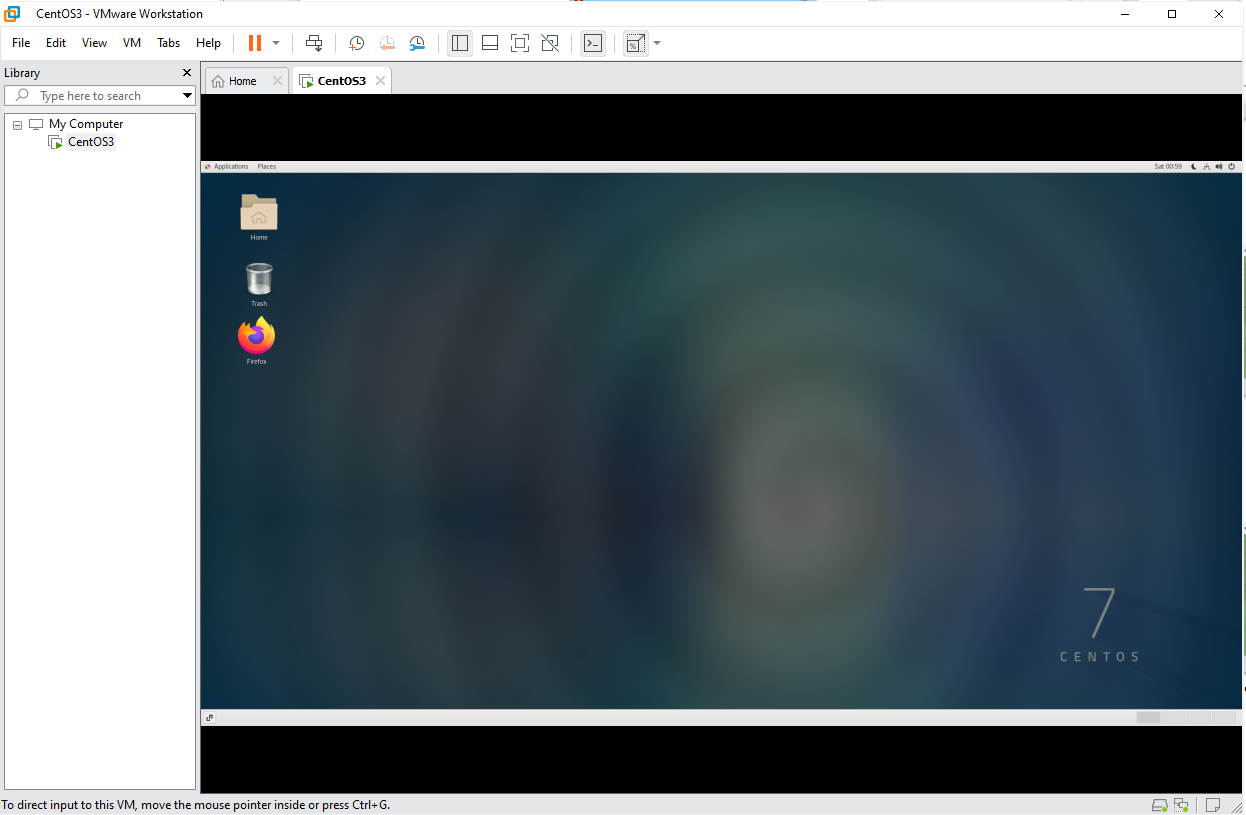 CentOS3 - VMware Workstation
File Edit View VM Tabs Help
Library
Type here to search
My Computer
CentOS3
Home
CentOS3
Applications Places
Sat 00:59
Home
Trash
Firefox
7
CENTOS
To direct input to this VM, move the mouse pointer inside or press Ctrl+G.